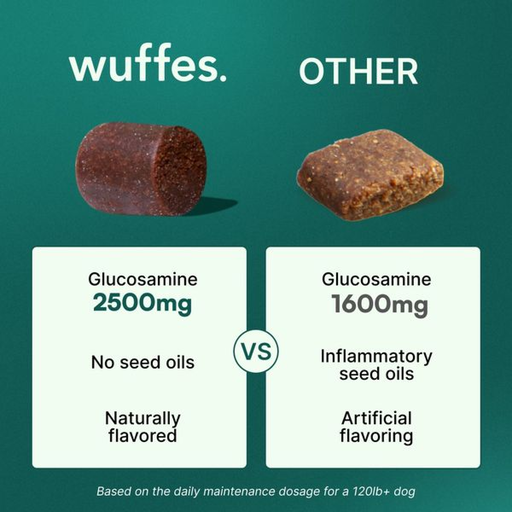 wuffes.
OTHER
Glucosamine
2500mg
No seed oils
Naturally
flavored
VS
Glucosamine
1600mg
Inflammatory
seed oils
Artificial
flavoring
Based on the daily maintenance dosage for a 120lb+ dog